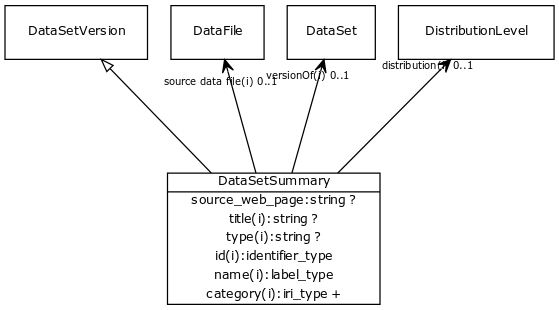 DataSetVersion
DataFile
DataSet
DistributionLevel
source data file(i) 0..1
versionOf(i) 0..1
0..1
DataSetSummary
source_web_page:string ?
title(i):string ?
type(i):string ?
id(i):identifier_type
name(i):label_type
category(i):iri_type +